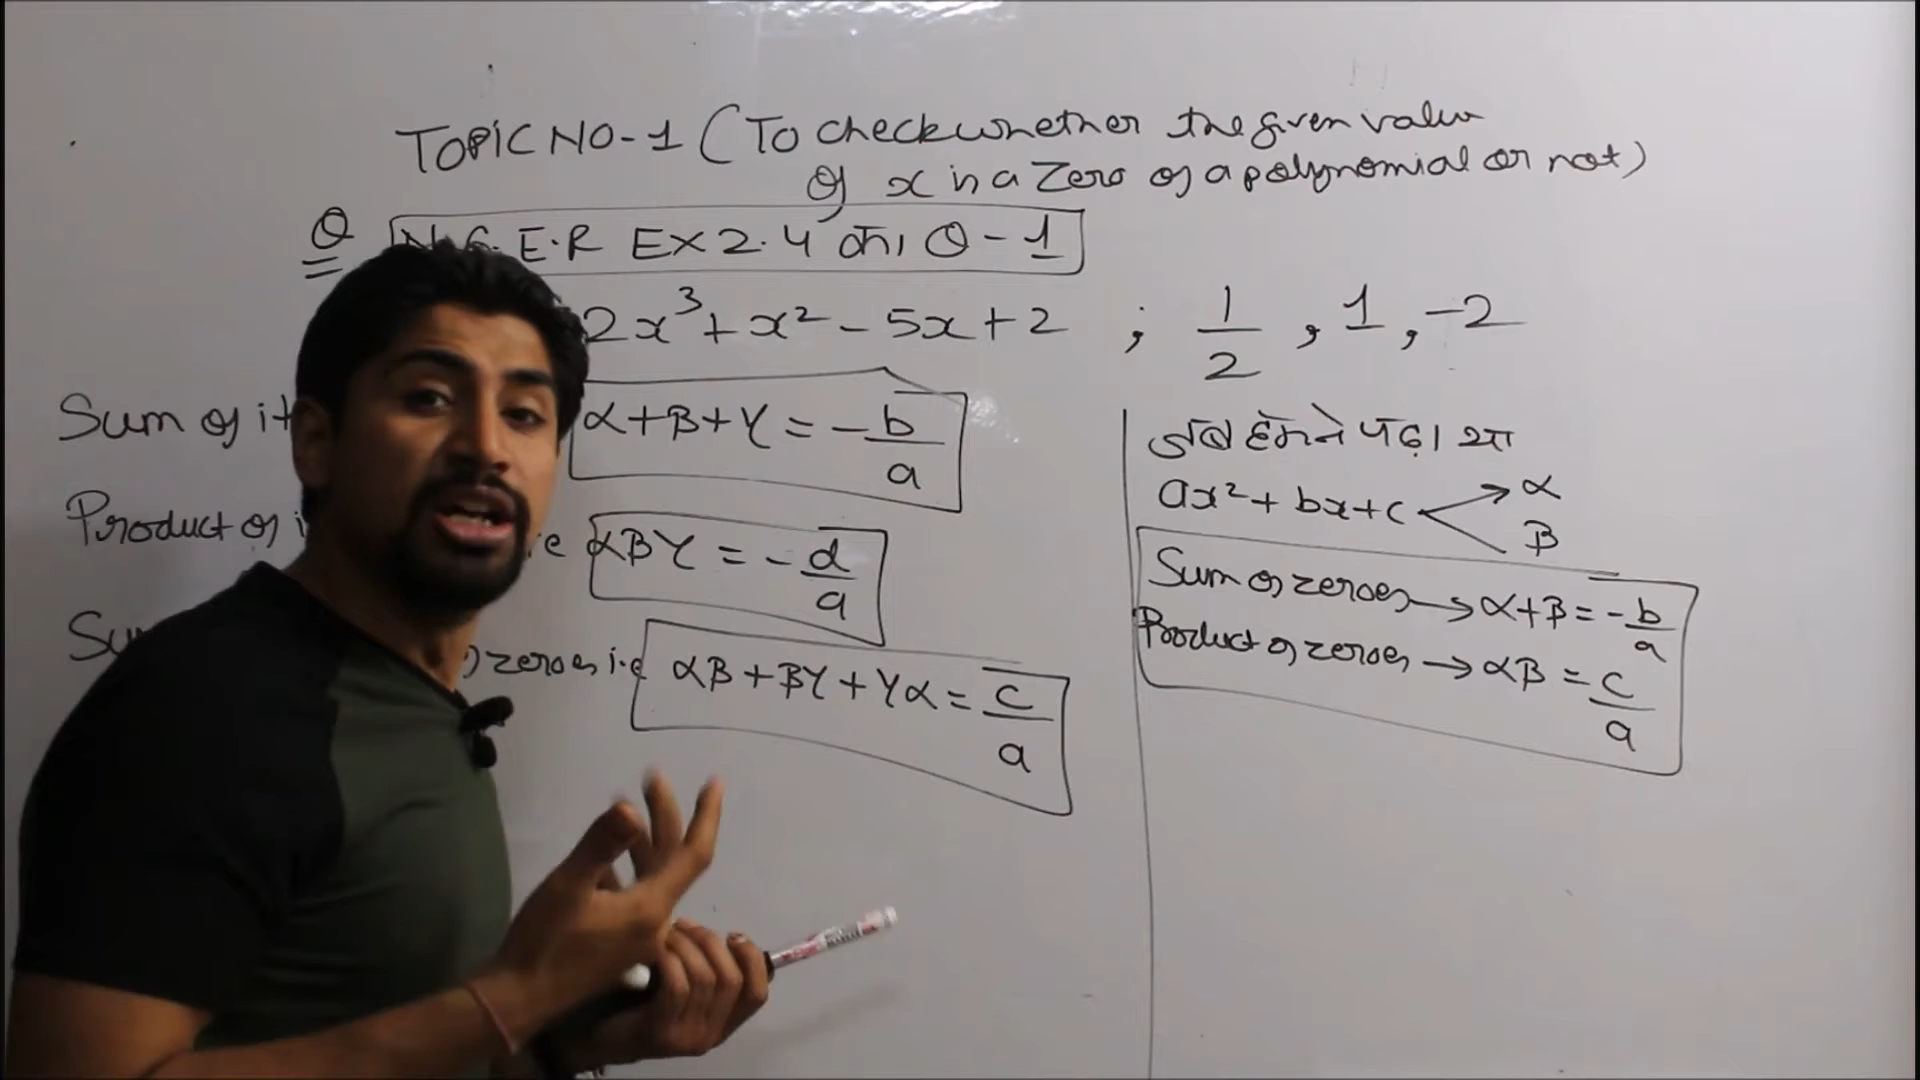 TOPIC NO-1 (To check whether the given value
of x is a Zero of a polynomial or not)
Q N.C.E.R EX 2.4 का Q-1
2x³+x²-5x+2 ; 1/2, 1, -2
Sum of it α+β+γ = -b/a
Product of i e αβγ = -d/a
Su zeroes i.e αβ+βγ+γα = c/a
जब हमने पढ़ा था
ax²+bx+c α
β
Sum of zeroes → α+β = -b/a
Product of zeroes → αβ = c/a